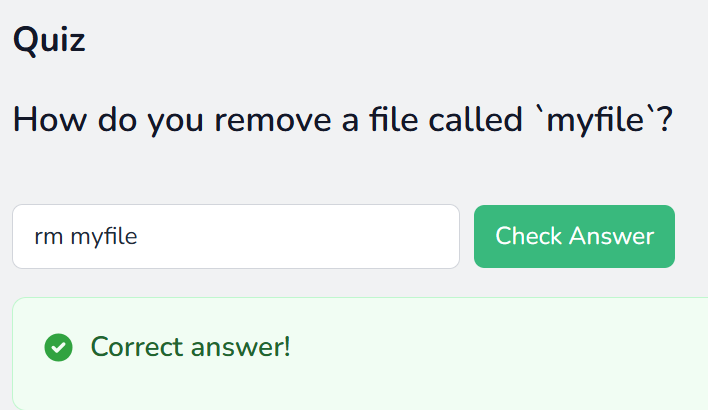 Quiz
How do you remove a file called `myfile`?
rm myfile
Check Answer
Correct answer!